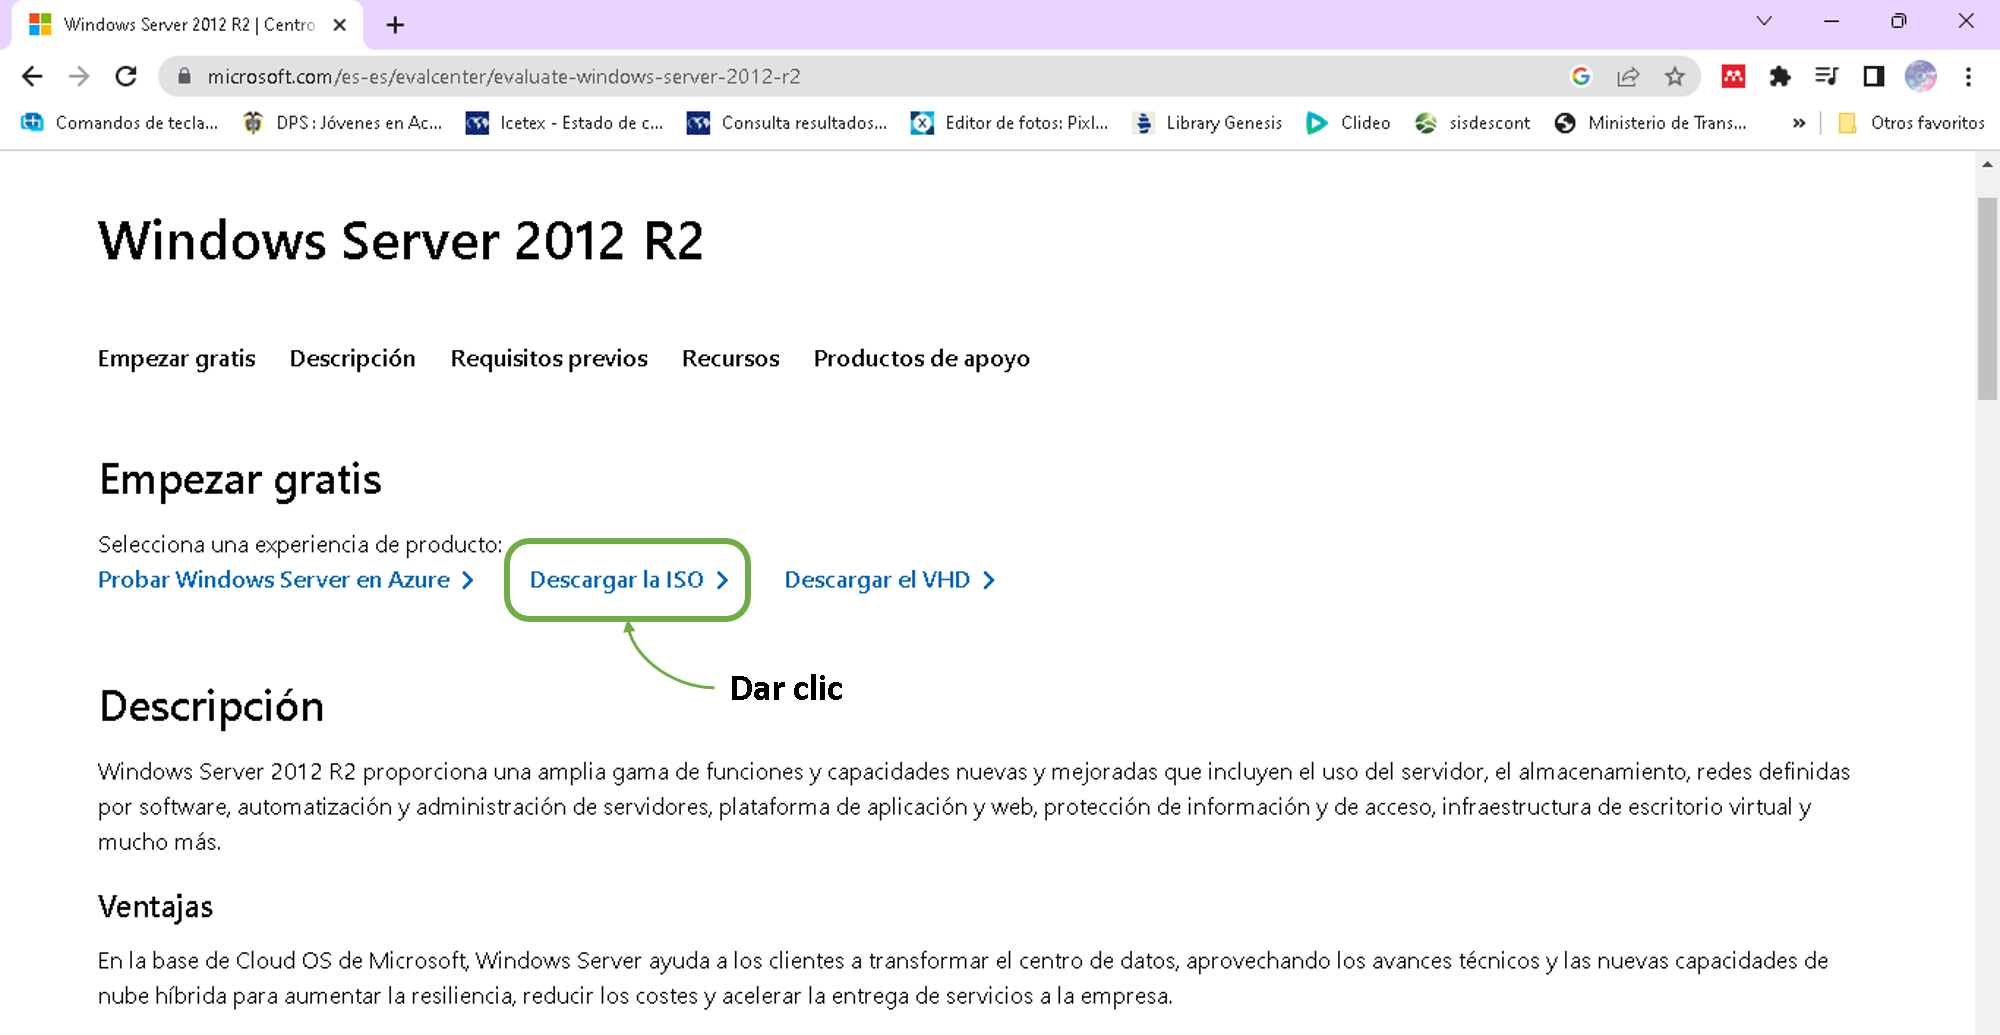 Windows Server 2012 R2 | Centro
microsoft.com/es-es/evalcenter/evaluate-windows-server-2012-r2
Comandos de tecla... DPS : Jóvenes en Ac... Icetex - Estado de c... Consulta resultados... Editor de fotos: Pixl... Library Genesis Clideo sisdescont Ministerio de Trans... » Otros favoritos
Windows Server 2012 R2
Empezar gratis Descripción Requisitos previos Recursos Productos de apoyo
Empezar gratis
Selecciona una experiencia de producto:
Probar Windows Server en Azure Descargar la ISO Descargar el VHD
Dar clic
Descripción
Windows Server 2012 R2 proporciona una amplia gama de funciones y capacidades nuevas y mejoradas que incluyen el uso del servidor, el almacenamiento, redes definidas
por software, automatización y administración de servidores, plataforma de aplicación y web, protección de información y de acceso, infraestructura de escritorio virtual y
mucho más.
Ventajas
En la base de Cloud OS de Microsoft, Windows Server ayuda a los clientes a transformar el centro de datos, aprovechando los avances técnicos y las nuevas capacidades de
nube híbrida para aumentar la resiliencia, reducir los costes y acelerar la entrega de servicios a la empresa.